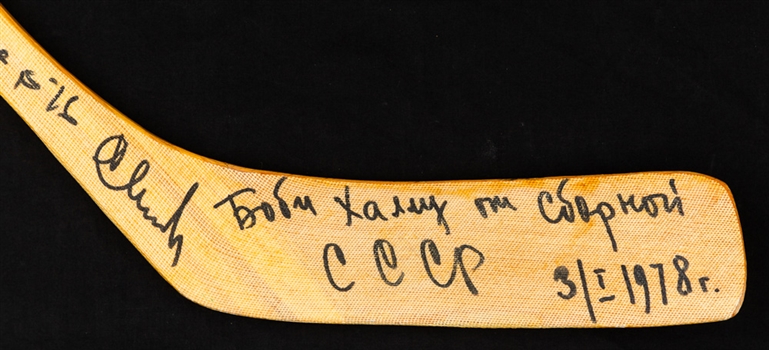 Бобби Халлу от сборной
СССР
3/I 1978 г.